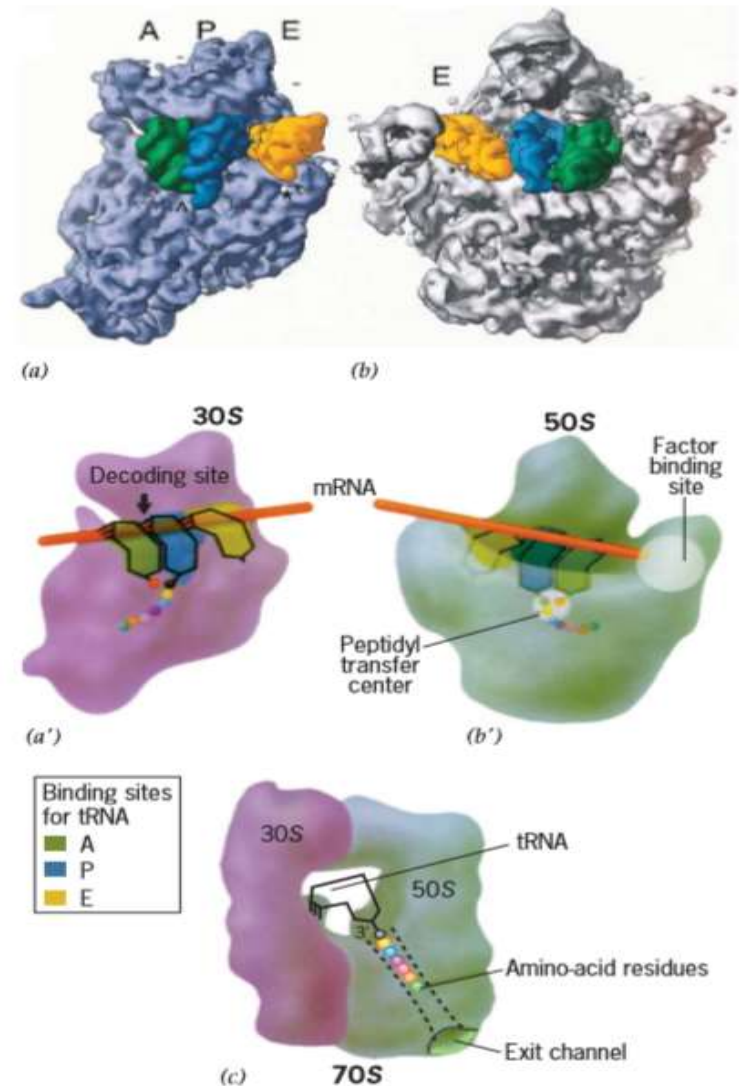 A P E
E
(a)
(b)
30S
50S
Decoding site
mRNA
Factor
binding
site
Peptidyl
transfer
center
(a')
(b')
Binding sites
for tRNA
A
P
E
30S
50S
tRNA
3'
Amino-acid residues
Exit channel
(c)
70S